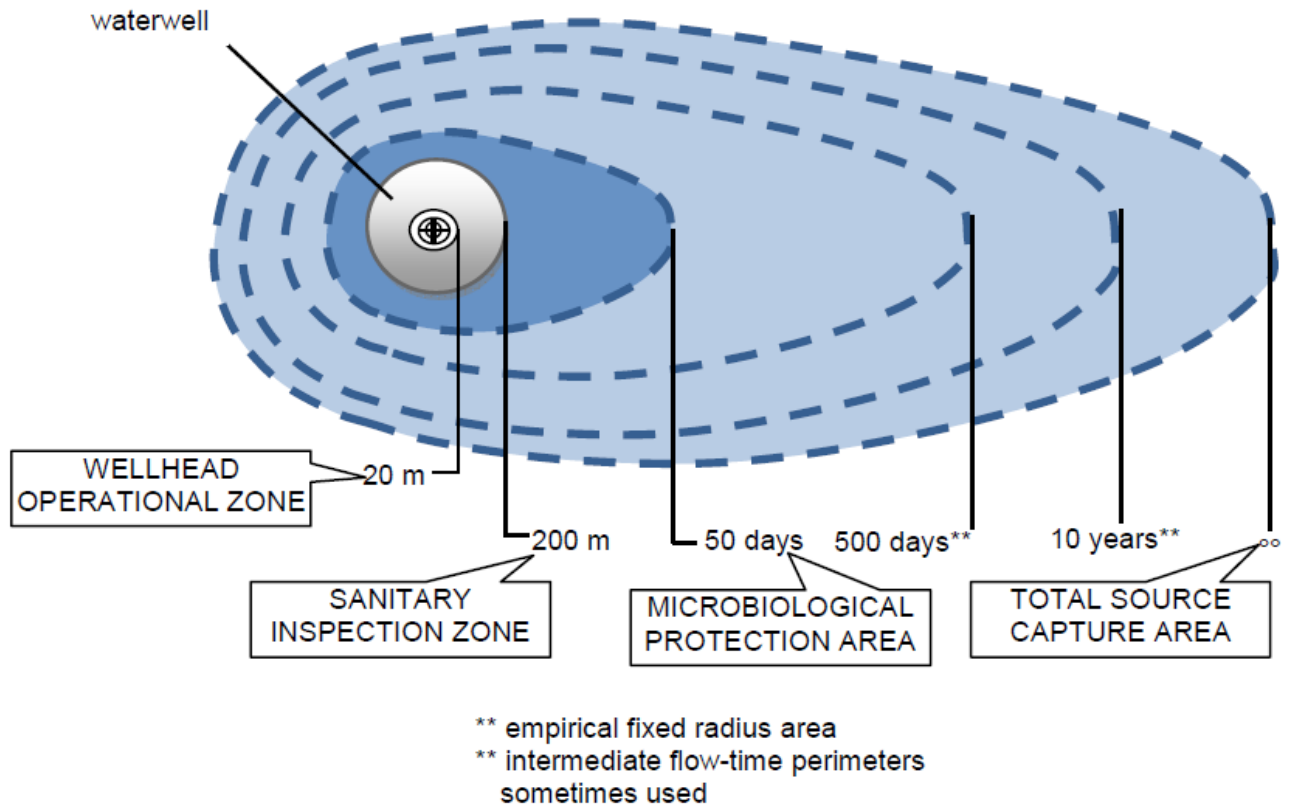 waterwell
WELLHEAD
OPERATIONAL ZONE
20 m
200 m
50 days
500 days**
10 years**
∞
SANITARY
INSPECTION ZONE
MICROBIOLOGICAL
PROTECTION AREA
TOTAL SOURCE
CAPTURE AREA
** empirical fixed radius area
** intermediate flow-time perimeters
sometimes used